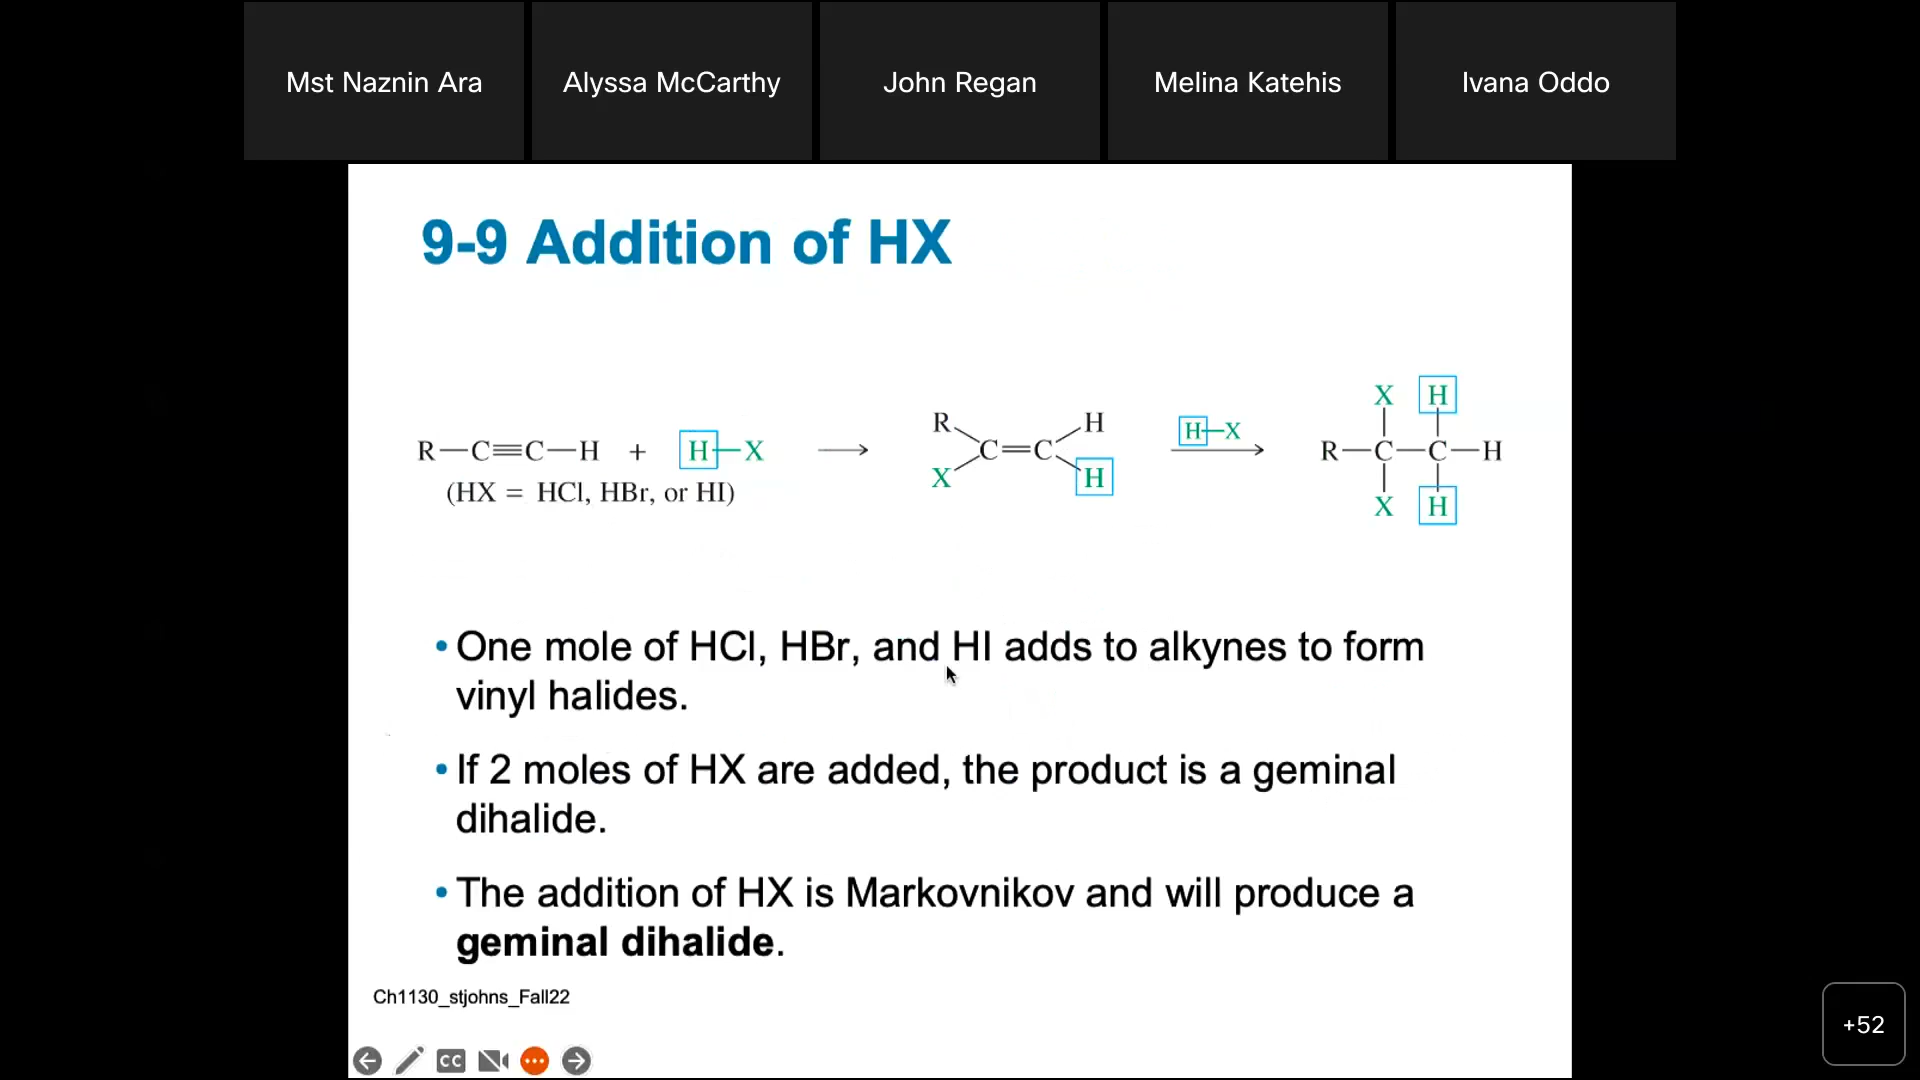 Mst Naznin Ara
Alyssa McCarthy
John Regan
Melina Katehis
Ivana Oddo
9-9 Addition of HX
R—C≡C—H + H—X
(HX = HCl, HBr, or HI)
R H
C=C
X H
H—X
X H
R—C—C—H
X H
• One mole of HCl, HBr, and HI adds to alkynes to form
vinyl halides.
• If 2 moles of HX are added, the product is a geminal
dihalide.
• The addition of HX is Markovnikov and will produce a
geminal dihalide.
Ch1130_stjohns_Fall22
CC
+52